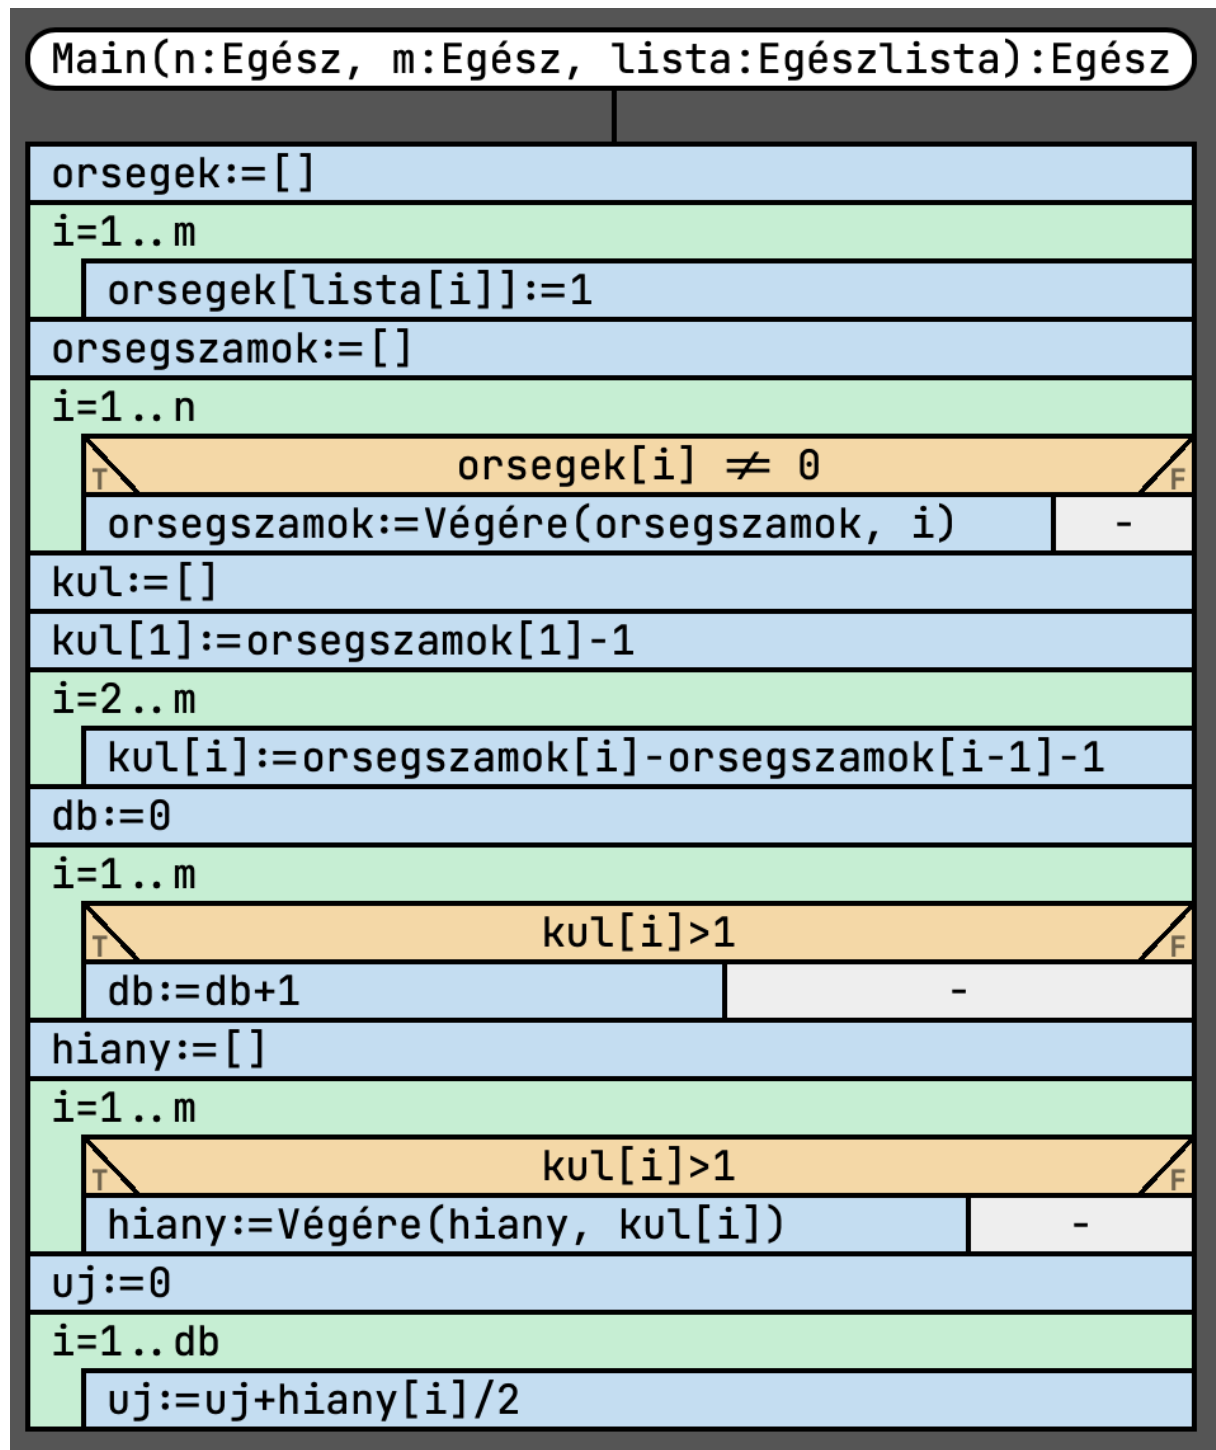 Main(n:Egész, m:Egész, lista:Egészlista):Egész
orsegek:=[]
i=1..m
orsegek[lista[i]]:=1
orsegszamok:=[]
i=1..n
T orsegek[i] ≠ 0 F
orsegszamok:=Végére(orsegszamok, i) -
kul:=[]
kul[1]:=orsegszamok[1]-1
i=2..m
kul[i]:=orsegszamok[i]-orsegszamok[i-1]-1
db:=0
i=1..m
T kul[i]>1 F
db:=db+1 -
hiany:=[]
i=1..m
T kul[i]>1 F
hiany:=Végére(hiany, kul[i]) -
uj:=0
i=1..db
uj:=uj+hiany[i]/2